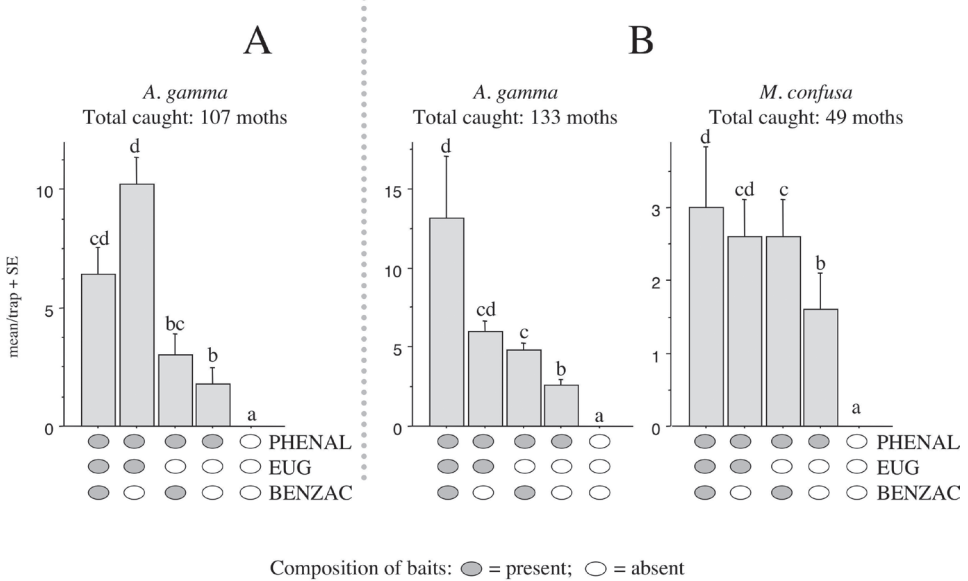 A
B
A. gamma
Total caught: 107 moths
A. gamma
Total caught: 133 moths
M. confusa
Total caught: 49 moths
mean/trap + SE
10
5
0
cd
d
bc
b
a
15
10
5
0
d
cd
c
b
a
3
2
1
0
d
cd
c
b
a
PHENAL
EUG
BENZAC
PHENAL
EUG
BENZAC
Composition of baits: = present; = absent